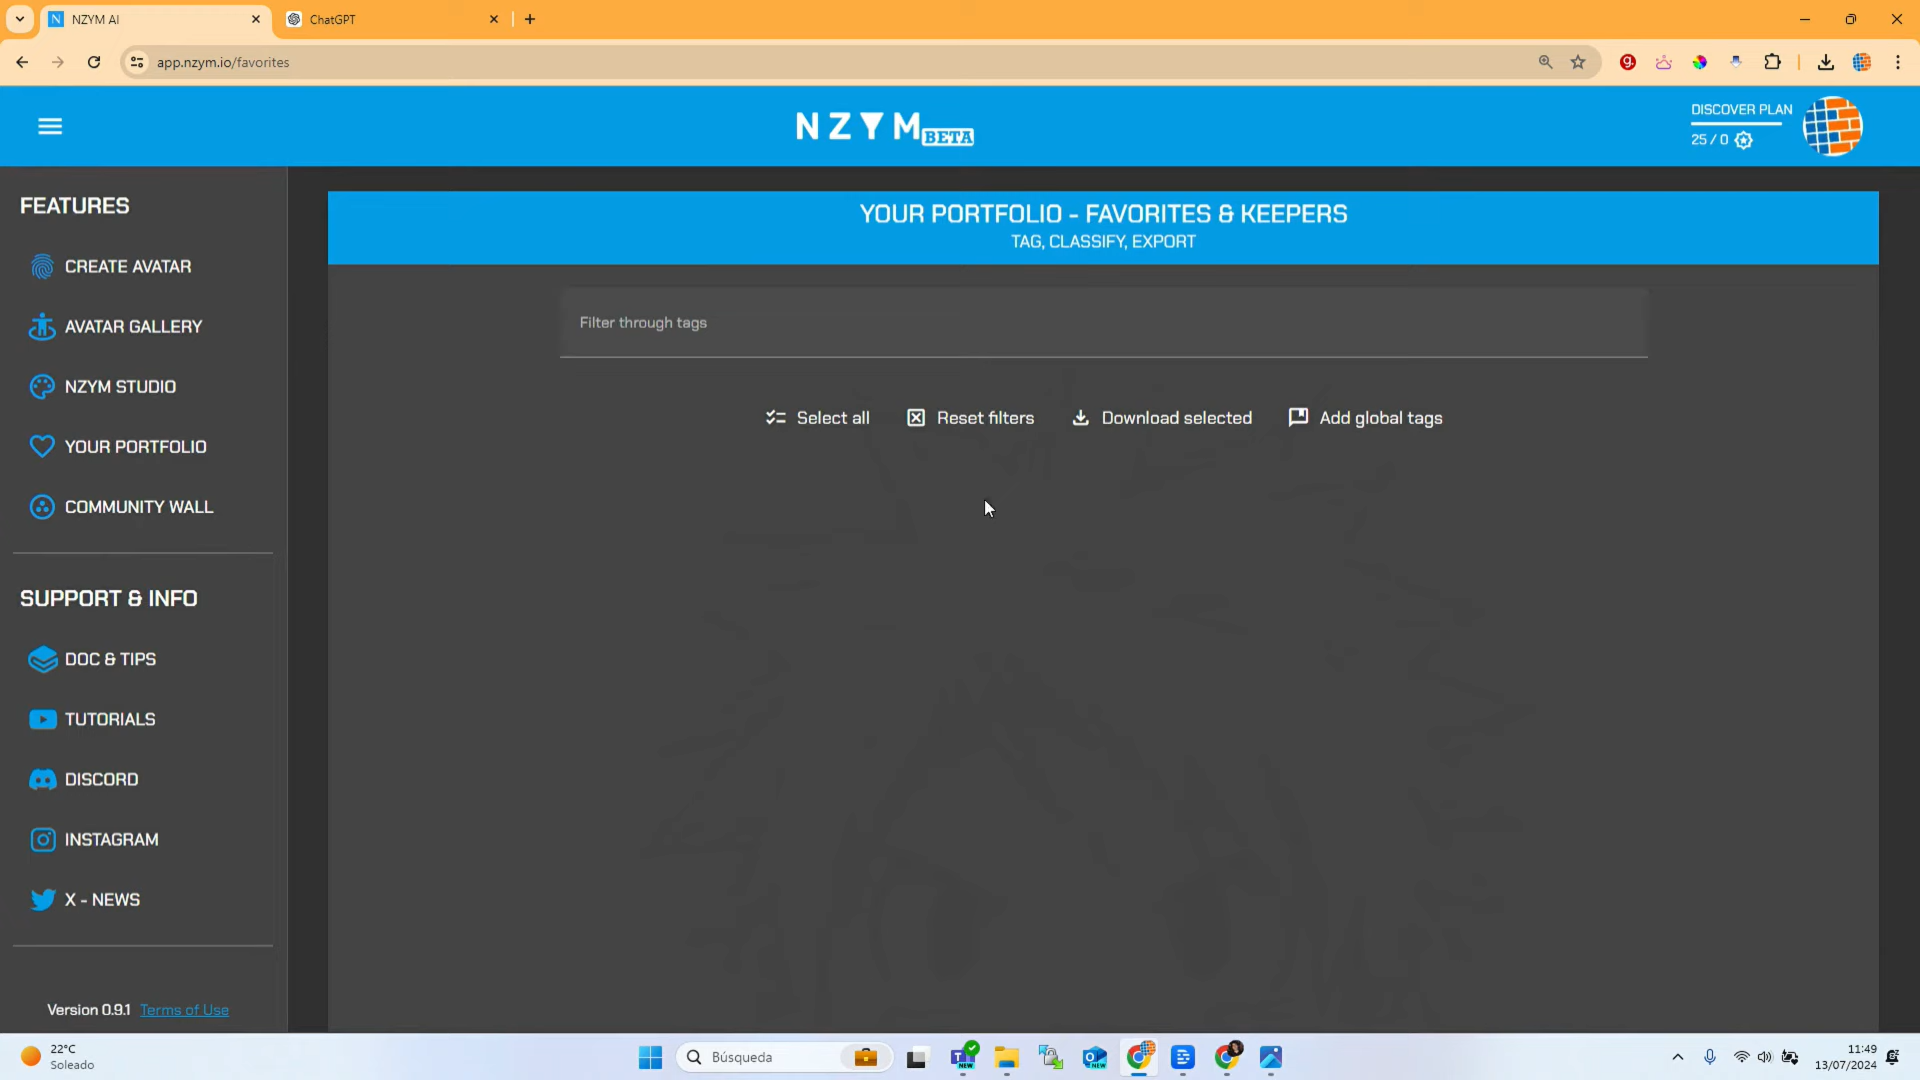 NZYM AI
ChatGPT
app.nzym.io/favorites
NZYM BETA
DISCOVER PLAN
25 / 0
FEATURES
CREATE AVATAR
AVATAR GALLERY
NZYM STUDIO
YOUR PORTFOLIO
COMMUNITY WALL
SUPPORT & INFO
DOC & TIPS
TUTORIALS
DISCORD
INSTAGRAM
X - NEWS
Version 0.9.1 Terms of Use
YOUR PORTFOLIO - FAVORITES & KEEPERS
TAG, CLASSIFY, EXPORT
Filter through tags
Select all Reset filters Download selected Add global tags
22°C
Soleado
Búsqueda
NEW
NEW
11:49
13/07/2024